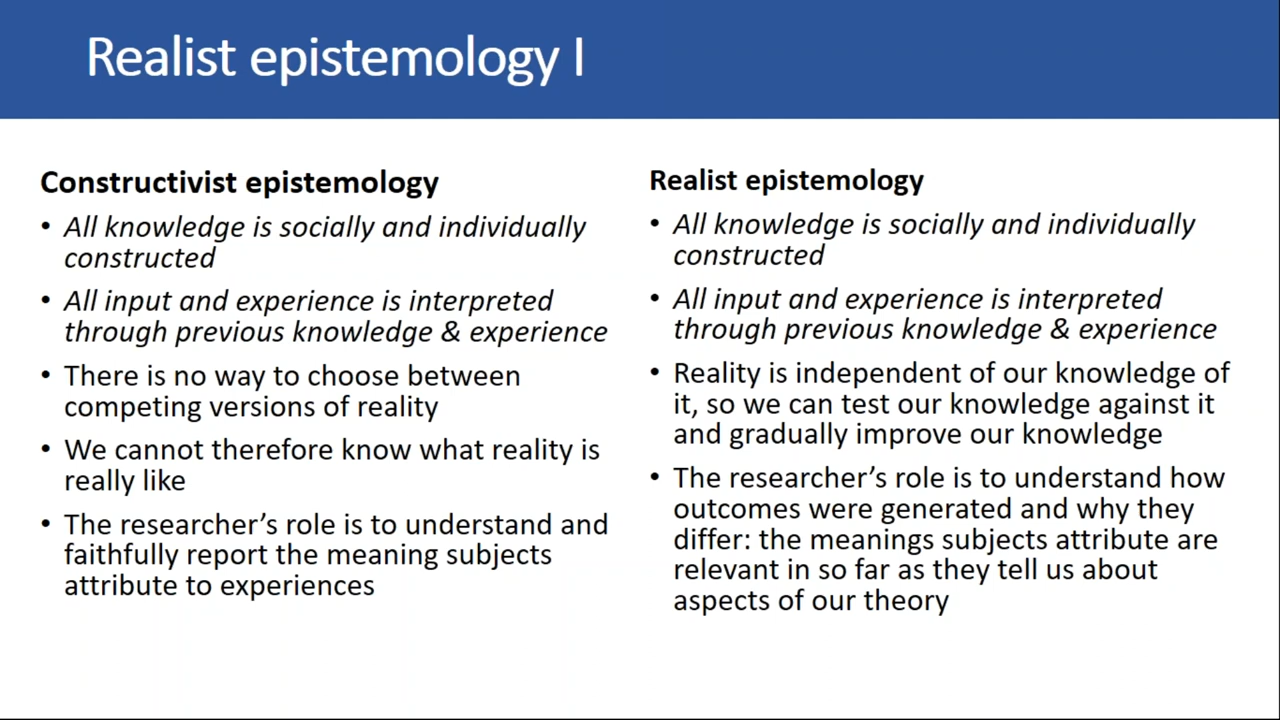 Realist epistemology I
Constructivist epistemology
• All knowledge is socially and individually
constructed
• All input and experience is interpreted
through previous knowledge & experience
• There is no way to choose between
competing versions of reality
• We cannot therefore know what reality is
really like
• The researcher’s role is to understand and
faithfully report the meaning subjects
attribute to experiences
Realist epistemology
• All knowledge is socially and individually
constructed
• All input and experience is interpreted
through previous knowledge & experience
• Reality is independent of our knowledge of
it, so we can test our knowledge against it
and gradually improve our knowledge
• The researcher’s role is to understand how
outcomes were generated and why they
differ: the meanings subjects attribute are
relevant in so far as they tell us about
aspects of our theory